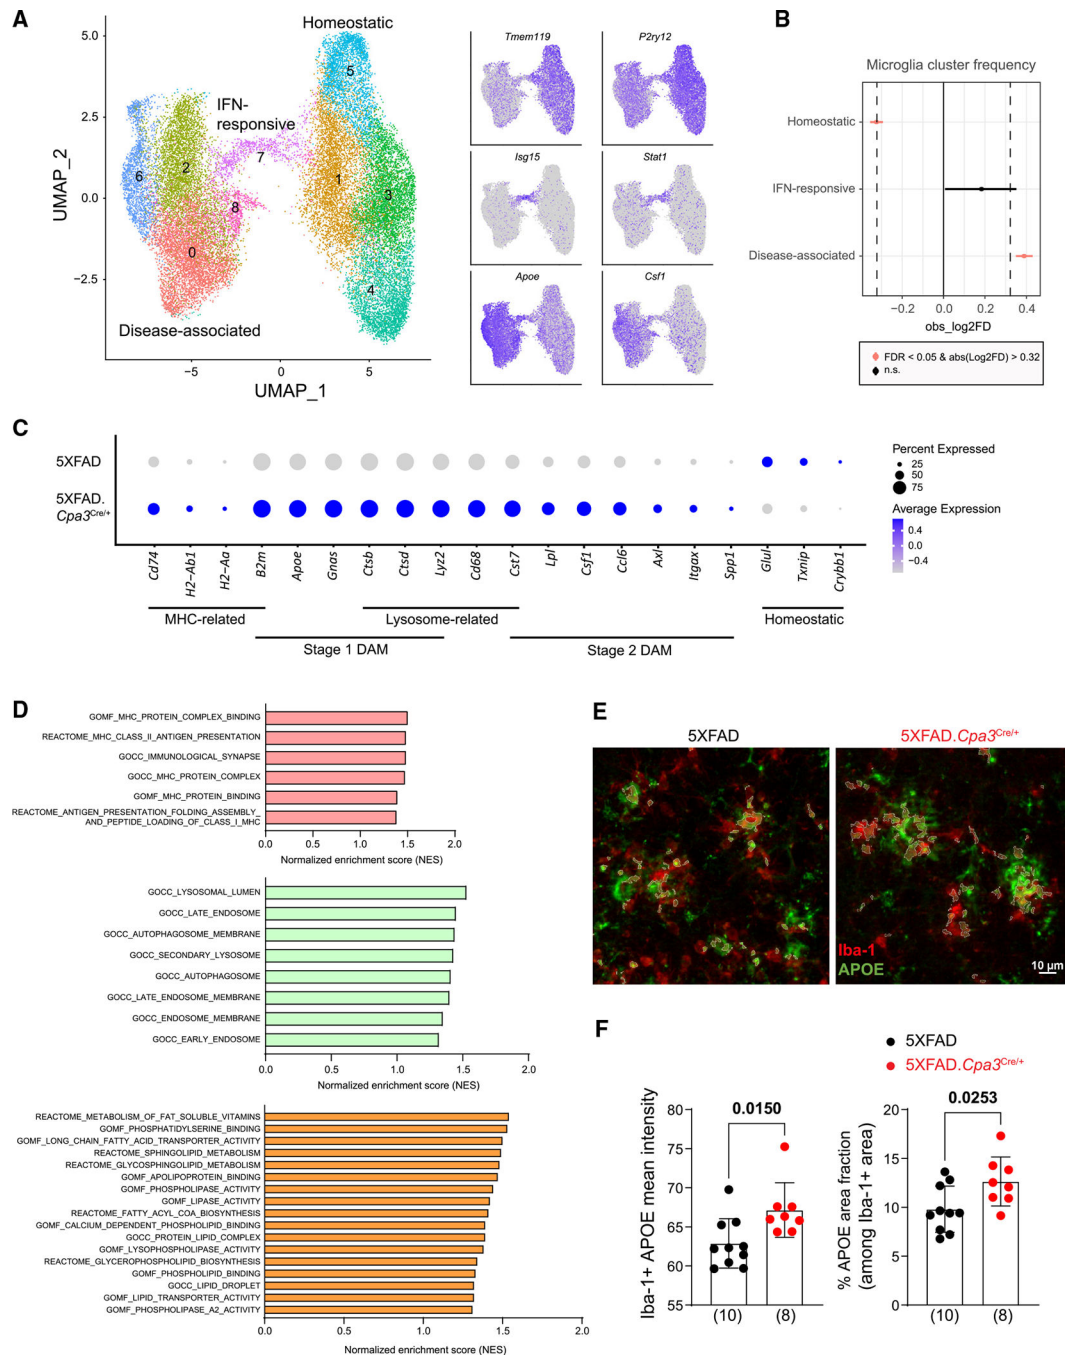 A
Homeostatic
IFN-
responsive
Disease-associated
5.0
2.5
0.0
−2.5
UMAP_2
−5
0
5
UMAP_1
0
1
2
3
4
5
6
7
8
Tmem119
P2ry12
Isg15
Stat1
Apoe
Csf1
B
Microglia cluster frequency
Homeostatic
IFN-responsive
Disease-associated
−0.2
0.0
0.2
0.4
obs_log2FD
FDR < 0.05 & abs(Log2FD) > 0.32
n.s.
C
5XFAD
5XFAD.
Cpa3Cre/+
Cd74
H2−Ab1
H2−Aa
B2m
Apoe
Gnas
Ctsb
Ctsd
Lyz2
Cd68
Cst7
Lpl
Csf1
Ccl6
Axl
Itgax
Spp1
Glul
Txnip
Crybb1
MHC-related
Lysosome-related
Homeostatic
Stage 1 DAM
Stage 2 DAM
Percent Expressed
25
50
75
Average Expression
0.4
0.0
−0.4
D
GOMF_MHC_PROTEIN_COMPLEX_BINDING
REACTOME_MHC_CLASS_II_ANTIGEN_PRESENTATION
GOCC_IMMUNOLOGICAL_SYNAPSE
GOCC_MHC_PROTEIN_COMPLEX
GOMF_MHC_PROTEIN_BINDING
REACTOME_ANTIGEN_PRESENTATION_FOLDING_ASSEMBLY_
AND_PEPTIDE_LOADING_OF_CLASS_I_MHC
0.0
0.5
1.0
1.5
2.0
Normalized enrichment score (NES)
GOCC_LYSOSOMAL_LUMEN
GOCC_LATE_ENDOSOME
GOCC_AUTOPHAGOSOME_MEMBRANE
GOCC_SECONDARY_LYSOSOME
GOCC_AUTOPHAGOSOME
GOCC_LATE_ENDOSOME_MEMBRANE
GOCC_ENDOSOME_MEMBRANE
GOCC_EARLY_ENDOSOME
0.0
0.5
1.0
1.5
2.0
Normalized enrichment score (NES)
REACTOME_METABOLISM_OF_FAT_SOLUBLE_VITAMINS
GOMF_PHOSPHATIDYLSERINE_BINDING
GOMF_LONG_CHAIN_FATTY_ACID_TRANSPORTER_ACTIVITY
REACTOME_SPHINGOLIPID_METABOLISM
REACTOME_GLYCOSPHINGOLIPID_METABOLISM
GOMF_APOLIPOPROTEIN_BINDING
GOMF_PHOSPHOLIPASE_ACTIVITY
GOMF_LIPASE_ACTIVITY
REACTOME_FATTY_ACYL_COA_BIOSYNTHESIS
GOMF_CALCIUM_DEPENDENT_PHOSPHOLIPID_BINDING
GOCC_PROTEIN_LIPID_COMPLEX
GOMF_LYSOPHOSPHOLIPASE_ACTIVITY
REACTOME_GLYCEROPHOSPHOLIPID_BIOSYNTHESIS
GOMF_PHOSPHOLIPID_BINDING
GOCC_LIPID_DROPLET
GOMF_LIPID_TRANSPORTER_ACTIVITY
GOMF_PHOSPHOLIPASE_A2_ACTIVITY
0.0
0.5
1.0
1.5
2.0
Normalized enrichment score (NES)
E
5XFAD
5XFAD.Cpa3Cre/+
Iba-1
APOE
10 µm
F
5XFAD
5XFAD.Cpa3Cre/+
0.0150
Iba-1+ APOE mean intensity
80
75
70
65
60
55
(10)
(8)
0.0253
% APOE area fraction
(among Iba-1+ area)
20
15
10
5
0
(10)
(8)